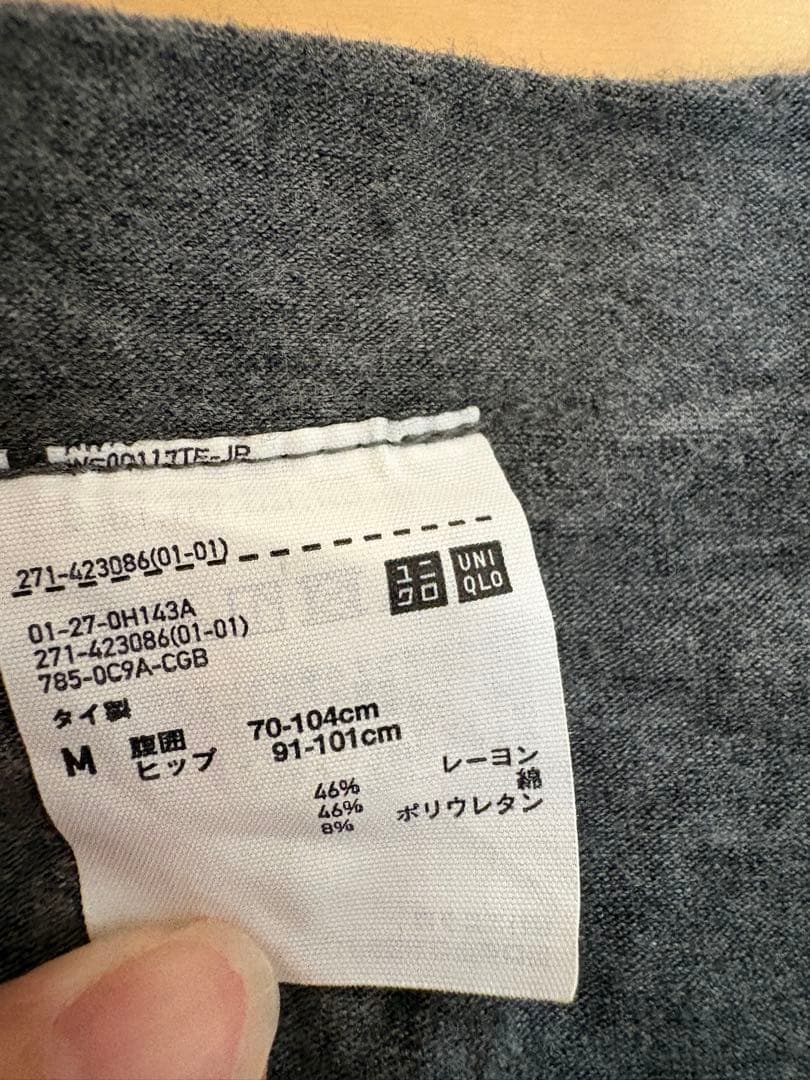 271-423086(01-01)
ユニクロ
UNI
QLO
01-27-0H143A
271-423086(01-01)
785-0C9A-CGB
タイ製
M 腹囲 70-104cm
ヒップ 91-101cm
46% レーヨン
46% 綿
8% ポリウレタン